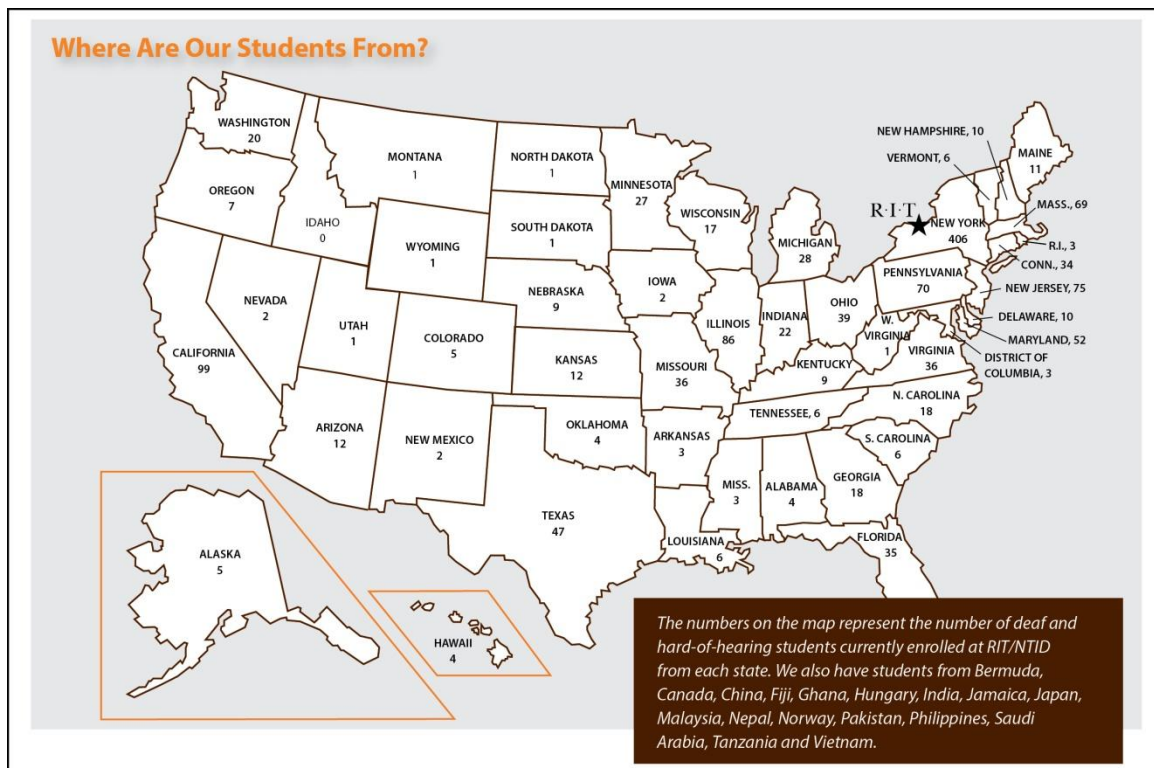 Where Are Our Students From?
WASHINGTON
20
OREGON
7
IDAHO
0
MONTANA
1
NORTH DAKOTA
1
MINNESOTA
27
SOUTH DAKOTA
1
WYOMING
1
WISCONSIN
17
MICHIGAN
28
R·I·T
NEW YORK
406
VERMONT, 6
NEW HAMPSHIRE, 10
MAINE
11
MASS., 69
R.I., 3
CONN., 34
NEW JERSEY, 75
DELAWARE, 10
MARYLAND, 52
DISTRICT OF
COLUMBIA, 3
PENNSYLVANIA
70
OHIO
39
INDIANA
22
ILLINOIS
86
IOWA
2
NEBRASKA
9
NEVADA
2
UTAH
1
COLORADO
5
CALIFORNIA
99
KANSAS
12
MISSOURI
36
KENTUCKY
9
W.
VIRGINIA
1
VIRGINIA
36
N. CAROLINA
18
TENNESSEE, 6
S. CAROLINA
6
ARIZONA
12
NEW MEXICO
2
OKLAHOMA
4
ARKANSAS
3
MISS.
3
ALABAMA
4
GEORGIA
18
TEXAS
47
LOUISIANA
6
FLORIDA
35
ALASKA
5
HAWAII
4
The numbers on the map represent the number of deaf and
hard-of-hearing students currently enrolled at RIT/NTID
from each state. We also have students from Bermuda,
Canada, China, Fiji, Ghana, Hungary, India, Jamaica, Japan,
Malaysia, Nepal, Norway, Pakistan, Philippines, Saudi
Arabia, Tanzania and Vietnam.